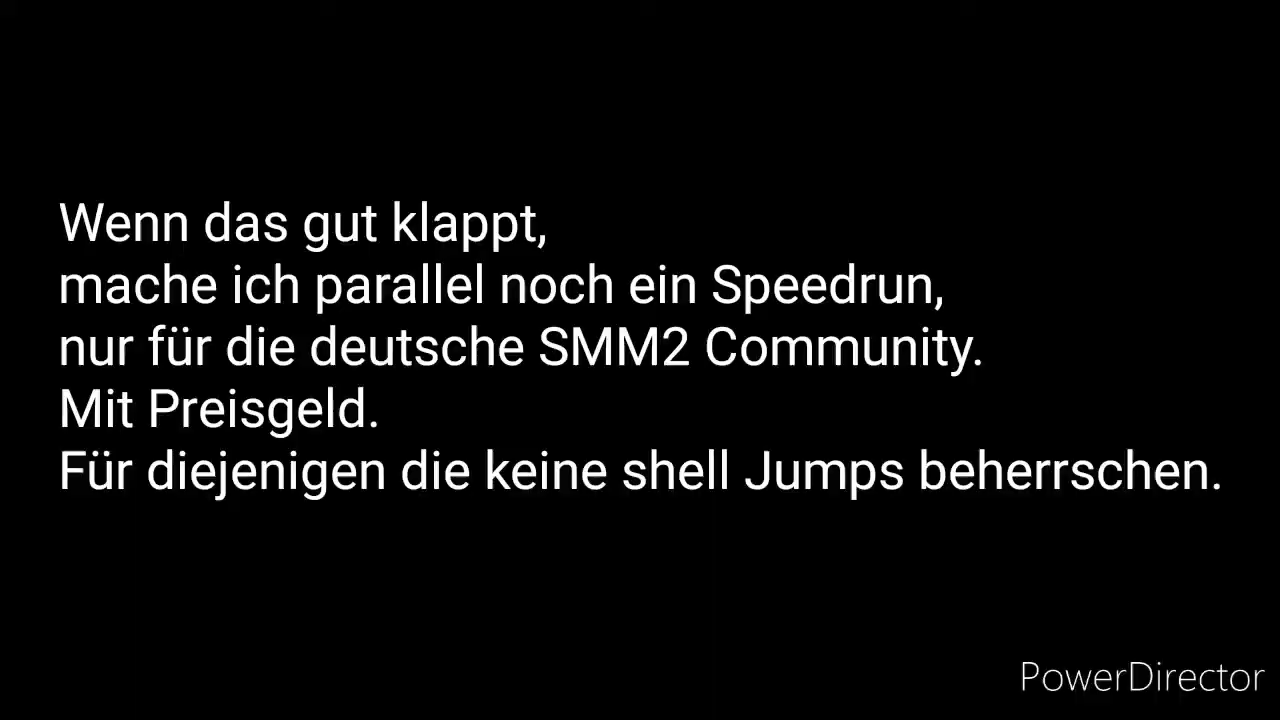 Wenn das gut klappt,
mache ich parallel noch ein Speedrun,
nur für die deutsche SMM2 Community.
Mit Preisgeld.
Für diejenigen die keine shell Jumps beherrschen.
PowerDirector